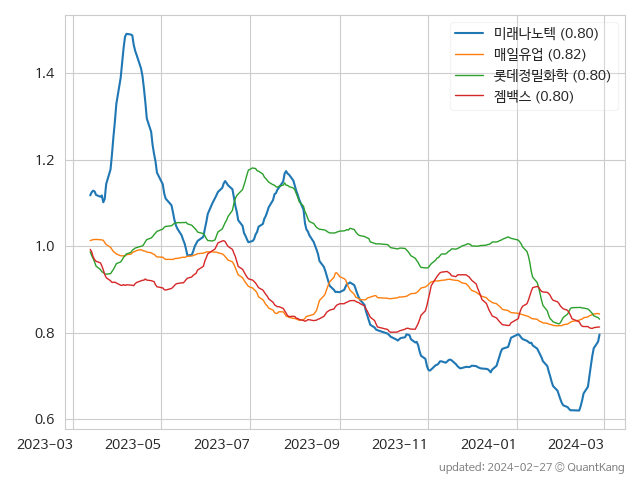 미래나노텍 (0.80)
매일유업 (0.82)
롯데정밀화학 (0.80)
젬백스 (0.80)
1.4
1.2
1.0
0.8
0.6
2023-03 2023-05 2023-07 2023-09 2023-11 2024-01 2024-03
updated: 2024-02-27 © QuantKang